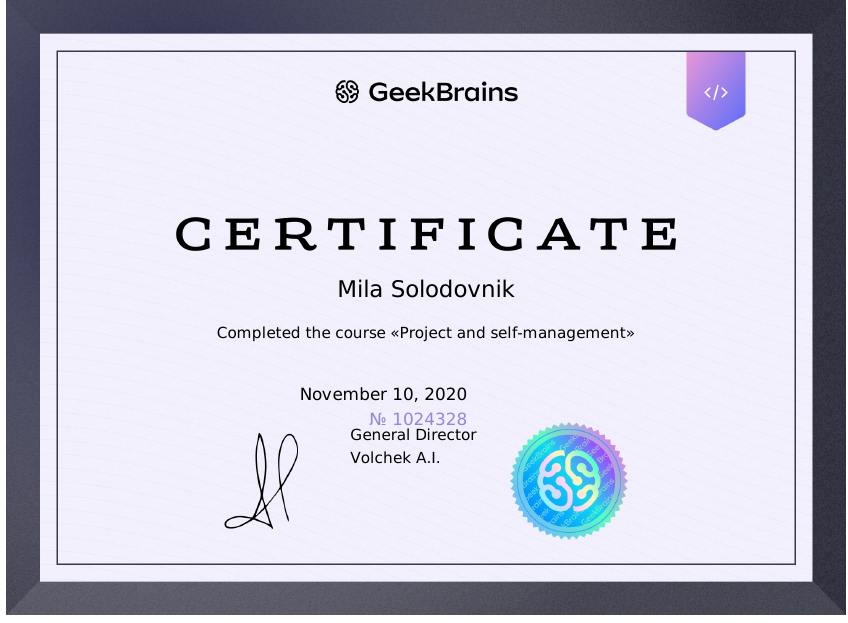 GeekBrains
</>
CERTIFICATE
Mila Solodovnik
Completed the course «Project and self-management»
November 10, 2020
№ 1024328
General Director
Volchek A.I.